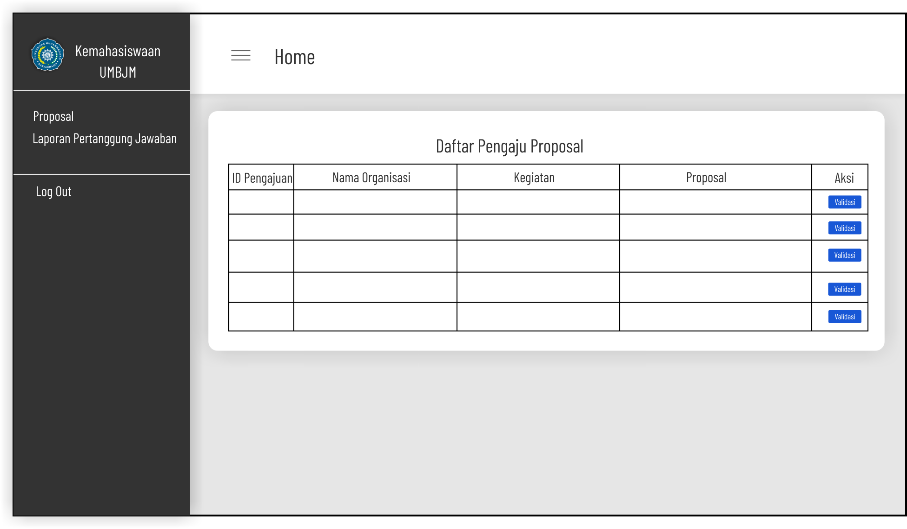 Kemahasiswaan
UMBJM
Home
Proposal
Laporan Pertanggung Jawaban
Log Out
Daftar Pengaju Proposal
ID Pengajuan Nama Organisasi Kegiatan Proposal Aksi
Validasi
Validasi
Validasi
Validasi
Validasi